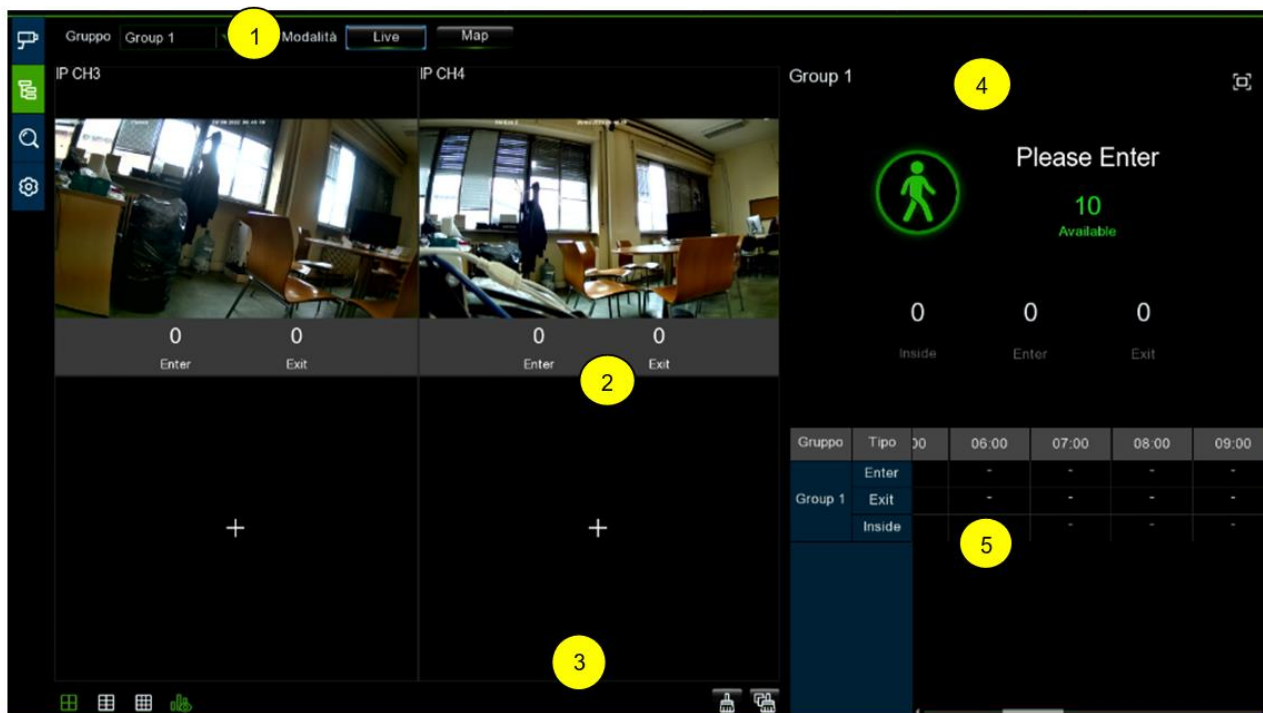 Gruppo Group 1 1 Modalità Live Map
IP CH3
IP CH4
0 0
Enter Exit
0 0
Enter Exit
2
3
Group 1 4
Please Enter
10
Available
0 0 0
Inside Enter Exit
Gruppo Tipo 00 06:00 07:00 08:00 09:00
Enter - - - -
Group 1 Exit - - - -
Inside - - -
5